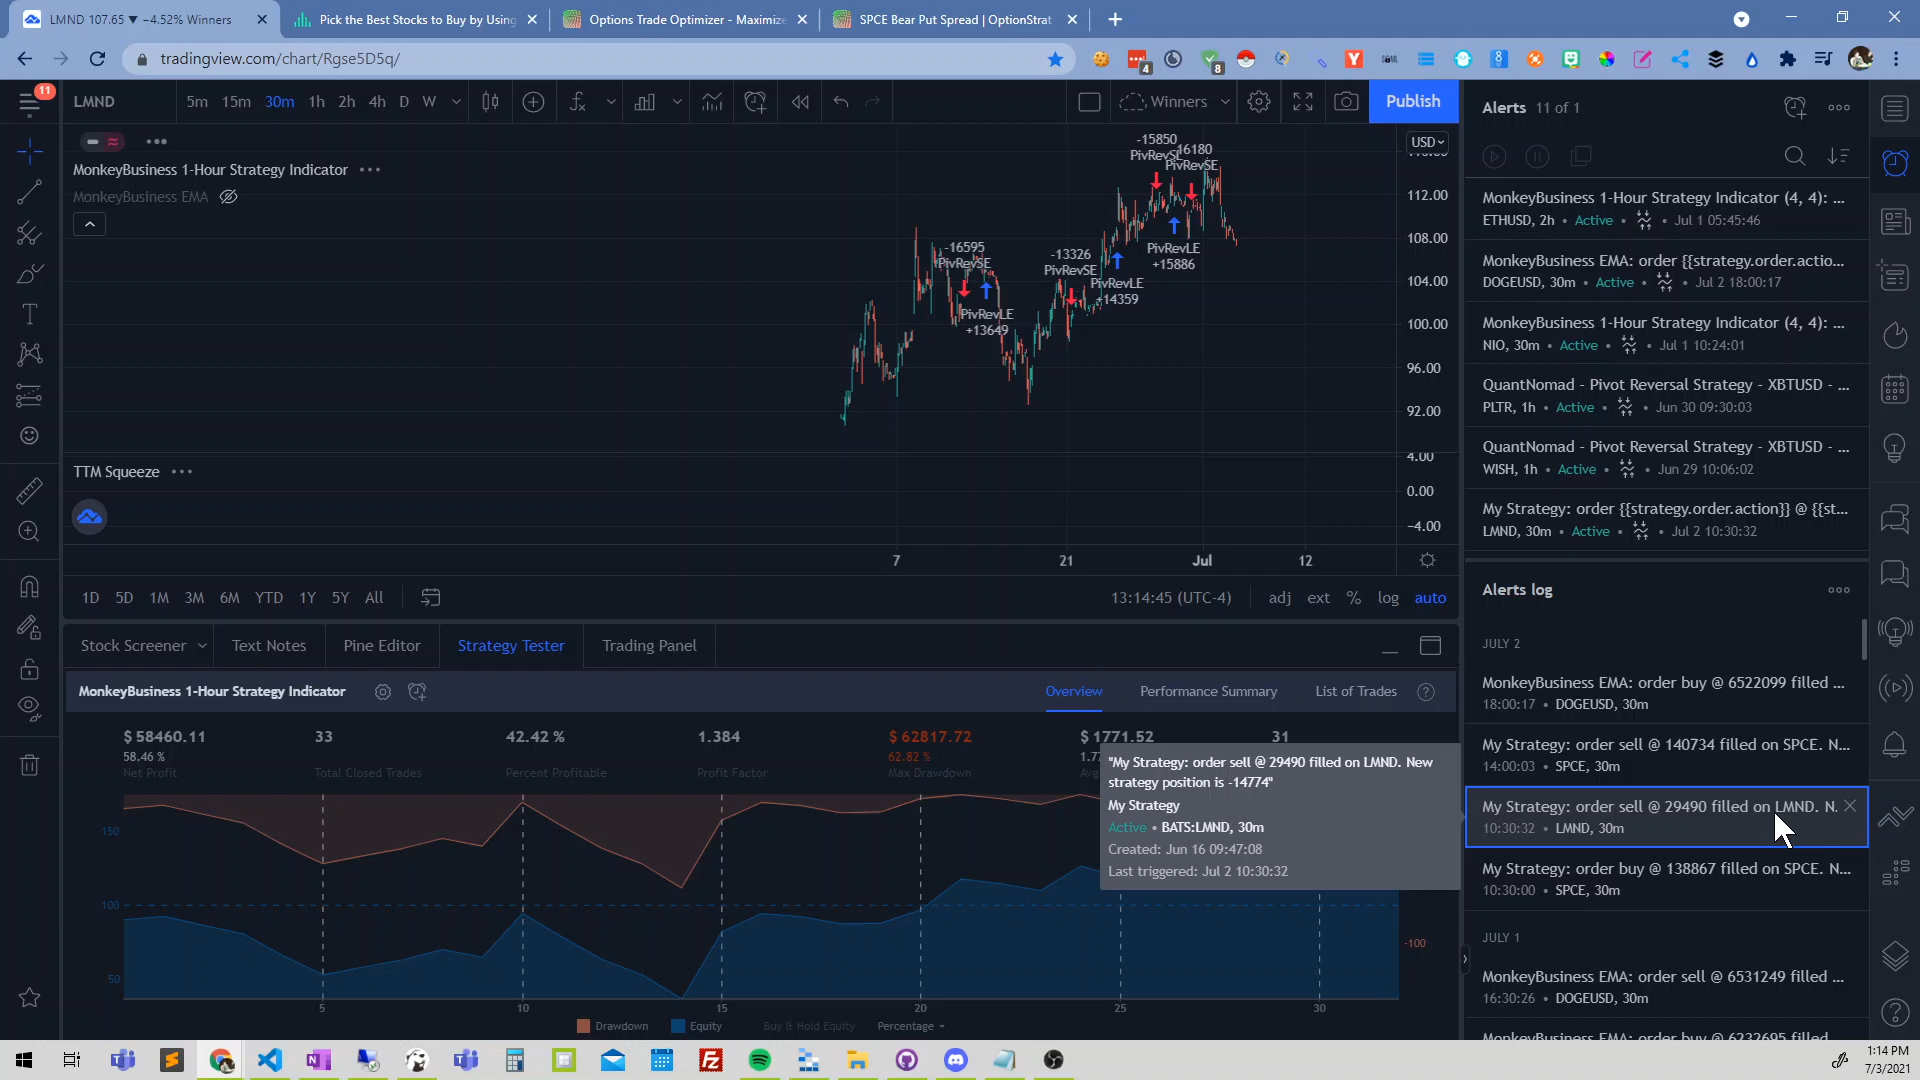 LMND 107.65 ▼ −4.52% Winners
Pick the Best Stocks to Buy by Using
Options Trade Optimizer - Maximize
SPCE Bear Put Spread | OptionStrat
tradingview.com/chart/Rgse5D5q/
4
8
11
LMND
5m 15m 30m 1h 2h 4h D W
Winners
Publish
USD
MonkeyBusiness 1-Hour Strategy Indicator
MonkeyBusiness EMA
-15850
PivRevSE
-16180
PivRevSE
-16595
PivRevSE
-13326
PivRevSE
PivRevLE
+15886
PivRevLE
+14359
PivRevLE
+13649
112.00
108.00
104.00
100.00
96.00
92.00
TTM Squeeze
4.00
0.00
−4.00
7 21 Jul 12
1D 5D 1M 3M 6M YTD 1Y 5Y All
13:14:45 (UTC-4)
adj ext % log auto
Stock Screener
Text Notes
Pine Editor
Strategy Tester
Trading Panel
MonkeyBusiness 1-Hour Strategy Indicator
Overview
Performance Summary
List of Trades
$ 58460.11
58.46 %
Net Profit
33
Total Closed Trades
42.42 %
Percent Profitable
1.384
Profit Factor
$ 62817.72
62.82 %
Max Drawdown
$ 1771.52
31
"My Strategy: order sell @ 29490 filled on LMND. New
strategy position is -14774"
My Strategy
Active • BATS:LMND, 30m
Created: Jun 16 09:47:08
Last triggered: Jul 2 10:30:32
150
100
50
-100
5 10 15 20 25 30
Drawdown
Equity
Buy & Hold Equity
Percentage
Alerts 11 of 1
MonkeyBusiness 1-Hour Strategy Indicator (4, 4): ...
ETHUSD, 2h • Active • Jul 1 05:45:46
MonkeyBusiness EMA: order {{strategy.order.actio...
DOGEUSD, 30m • Active • Jul 2 18:00:17
MonkeyBusiness 1-Hour Strategy Indicator (4, 4): ...
NIO, 30m • Active • Jul 1 10:24:01
QuantNomad - Pivot Reversal Strategy - XBTUSD - ...
PLTR, 1h • Active • Jun 30 09:30:03
QuantNomad - Pivot Reversal Strategy - XBTUSD - ...
WISH, 1h • Active • Jun 29 10:06:02
My Strategy: order {{strategy.order.action}} @ {{st...
LMND, 30m • Active • Jul 2 10:30:32
Alerts log
JULY 2
MonkeyBusiness EMA: order buy @ 6522099 filled ...
18:00:17 • DOGEUSD, 30m
My Strategy: order sell @ 140734 filled on SPCE. N...
14:00:03 • SPCE, 30m
My Strategy: order sell @ 29490 filled on LMND. N.
10:30:32 • LMND, 30m
My Strategy: order buy @ 138867 filled on SPCE. N...
10:30:00 • SPCE, 30m
JULY 1
MonkeyBusiness EMA: order sell @ 6531249 filled ...
16:30:26 • DOGEUSD, 30m
MonkeyBusiness EMA: order buy @ 6232695 filled
1:14 PM
7/3/2021